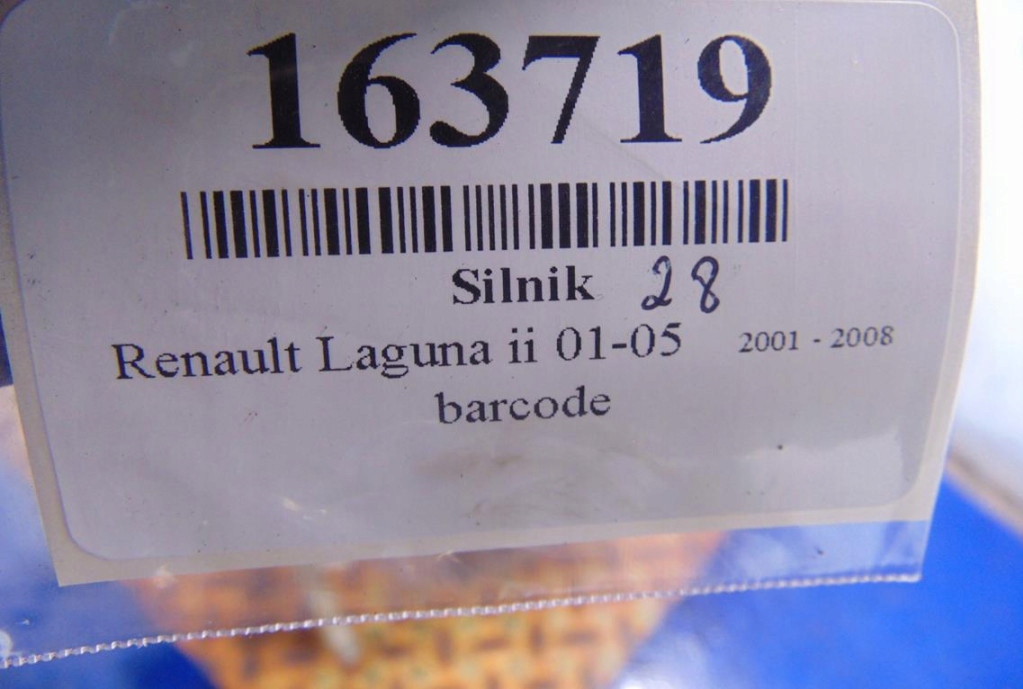 163719
Silnik 28
Renault Laguna ii 01-05 2001 - 2008
barcode